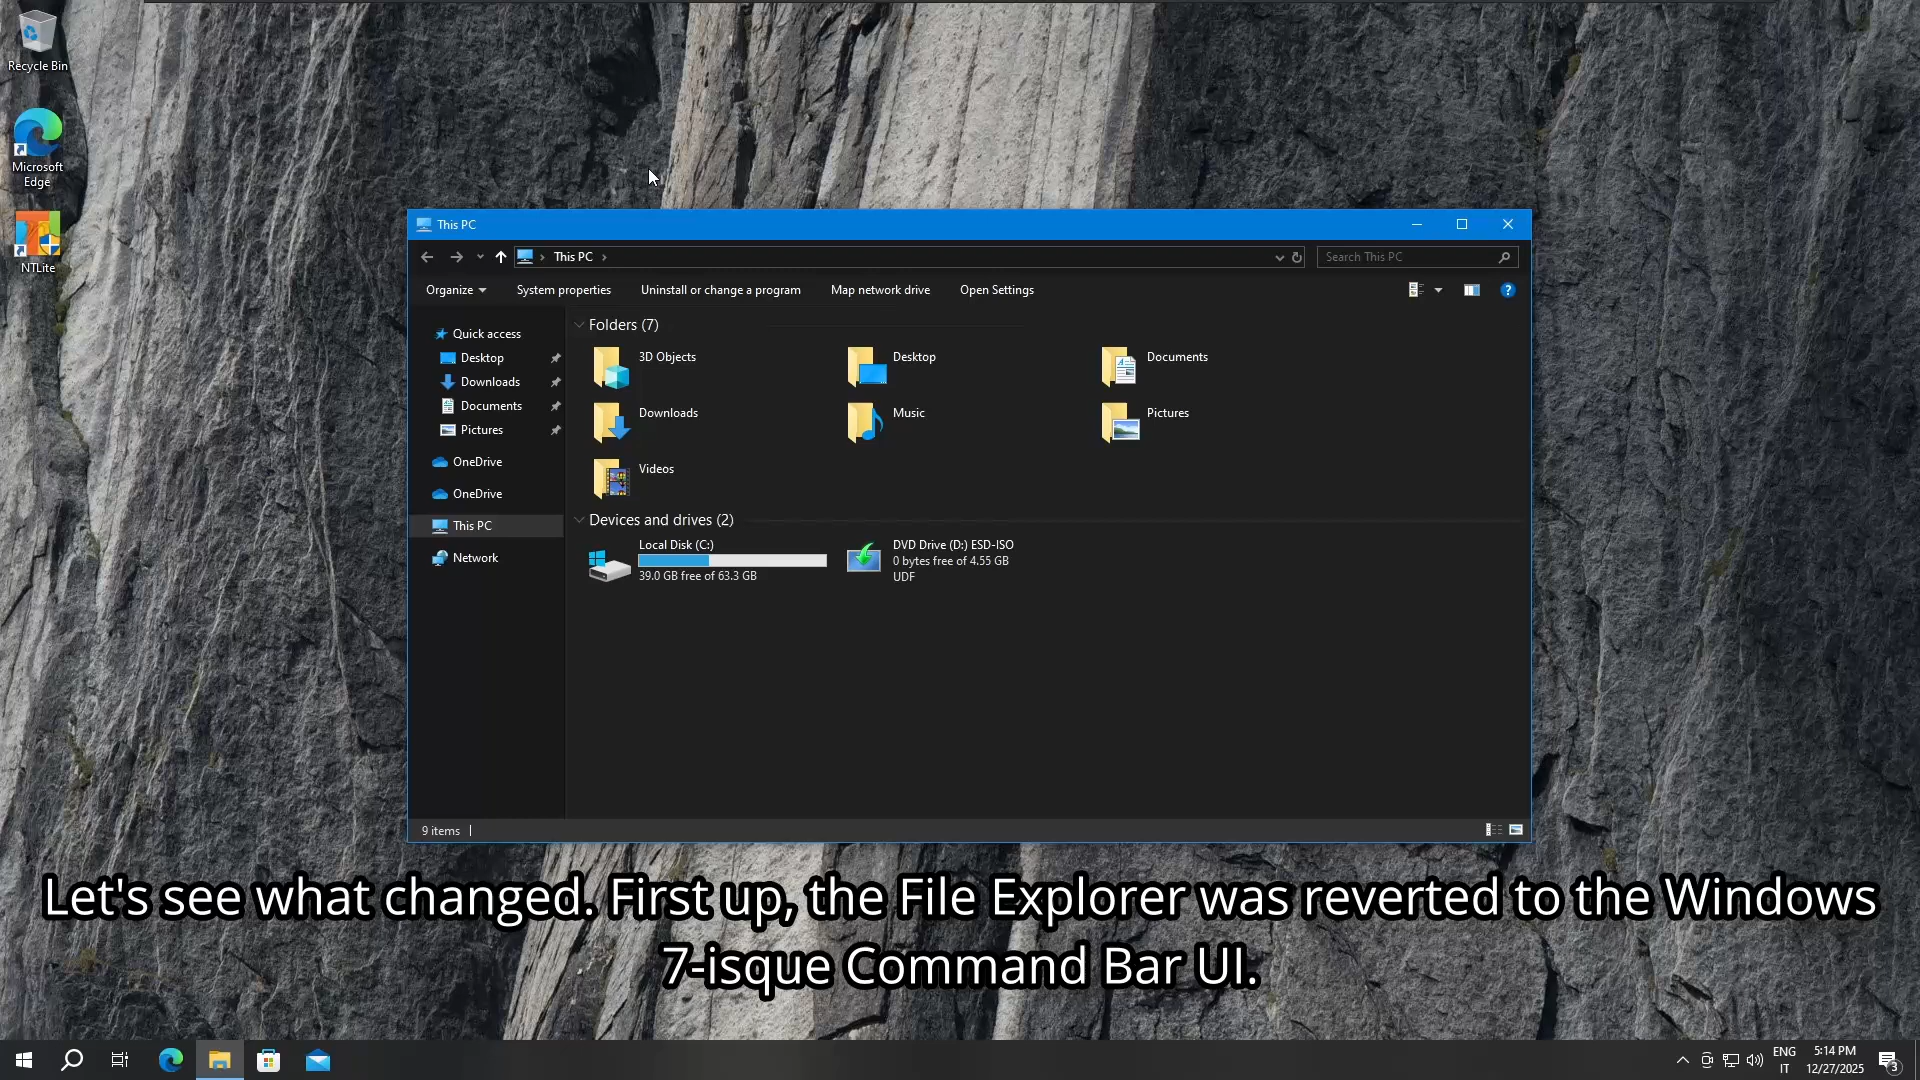 Recycle Bin
Microsoft
Edge
NTLite
This PC
This PC
Search This PC
Organize
System properties
Uninstall or change a program
Map network drive
Open Settings
?
Quick access
Desktop
Downloads
Documents
Pictures
OneDrive
OneDrive
This PC
Network
Folders (7)
3D Objects
Desktop
Documents
Downloads
Music
Pictures
Videos
Devices and drives (2)
Local Disk (C:)
39.0 GB free of 63.3 GB
DVD Drive (D:) ESD-ISO
0 bytes free of 4.55 GB
UDF
9 items
Let's see what changed. First up, the File Explorer was reverted to the Windows
7-isque Command Bar UI.
ENG
IT
5:14 PM
12/27/2025
3